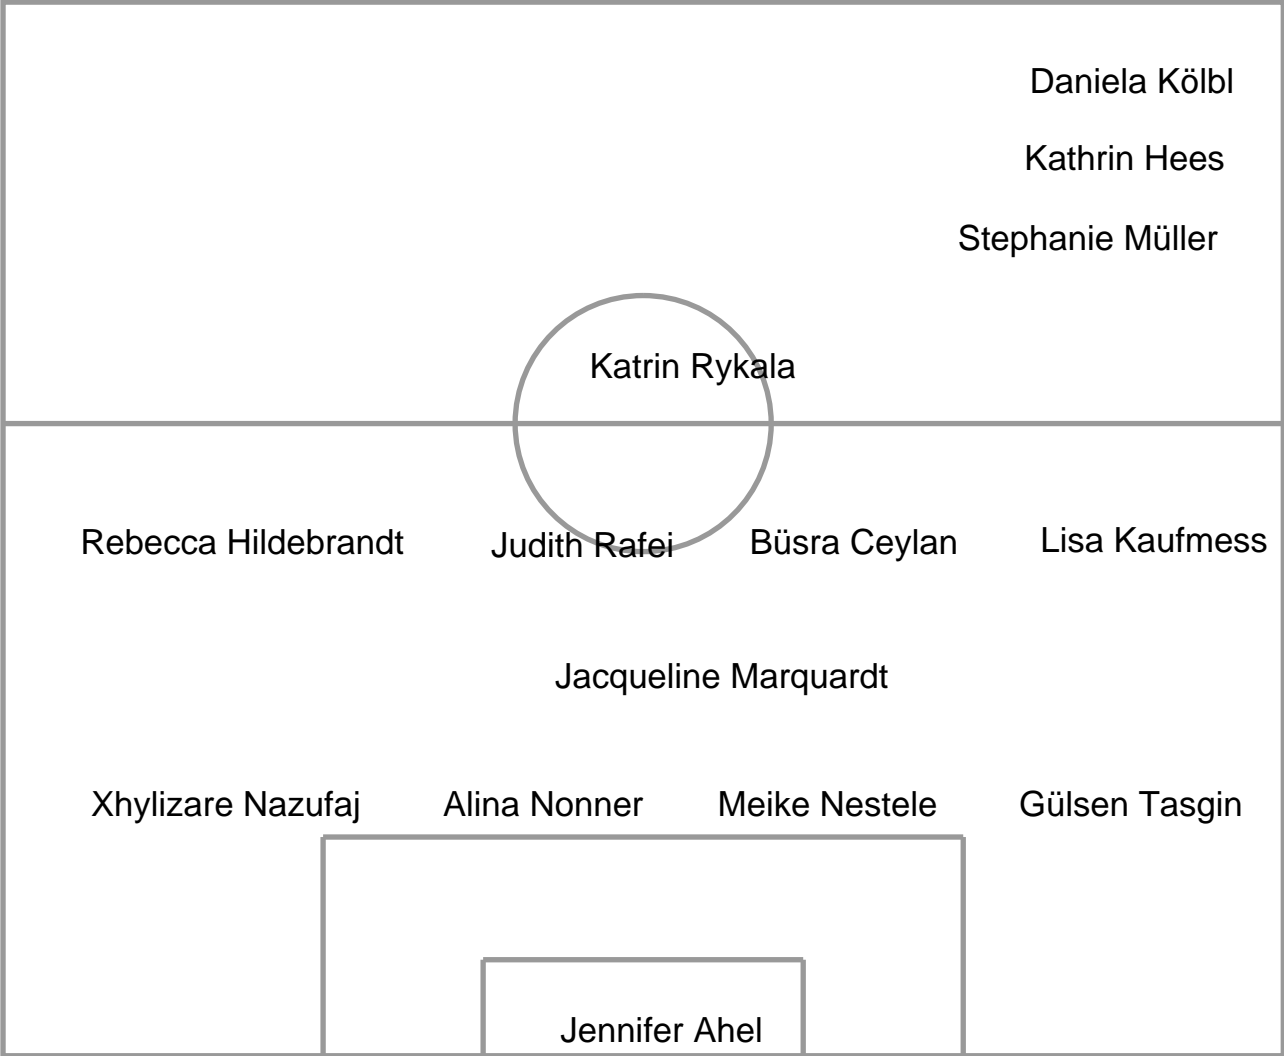 Daniela Kölbl
Kathrin Hees
Stephanie Müller
Katrin Rykala
Rebecca Hildebrandt Judith Rafei Büsra Ceylan Lisa Kaufmess
Jacqueline Marquardt
Xhylizare Nazufaj Alina Nonner Meike Nestele Gülsen Tasgin
Jennifer Ahel